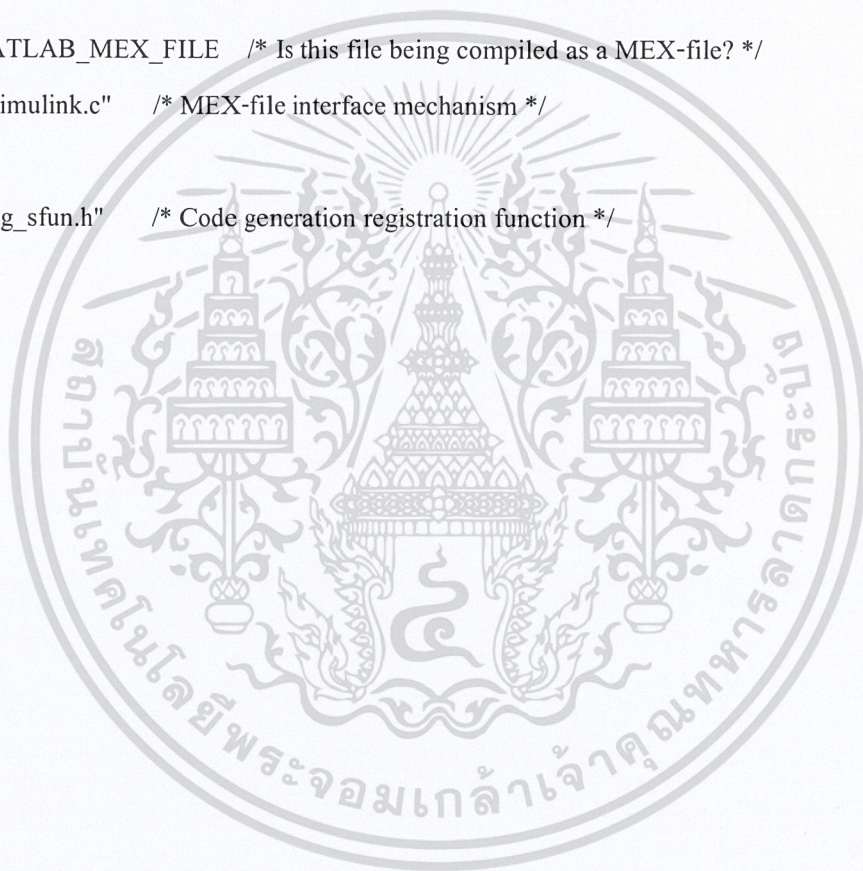 ATLAB_MEX_FILE /* Is this file being compiled as a MEX-file? */
imulink.c" /* MEX-file interface mechanism */
g_sfun.h" /* Code generation registration function */
สถาบันเทคโนโลยีพระจอมเกล้าเจ้าคุณทหารลาดกระบัง
๔